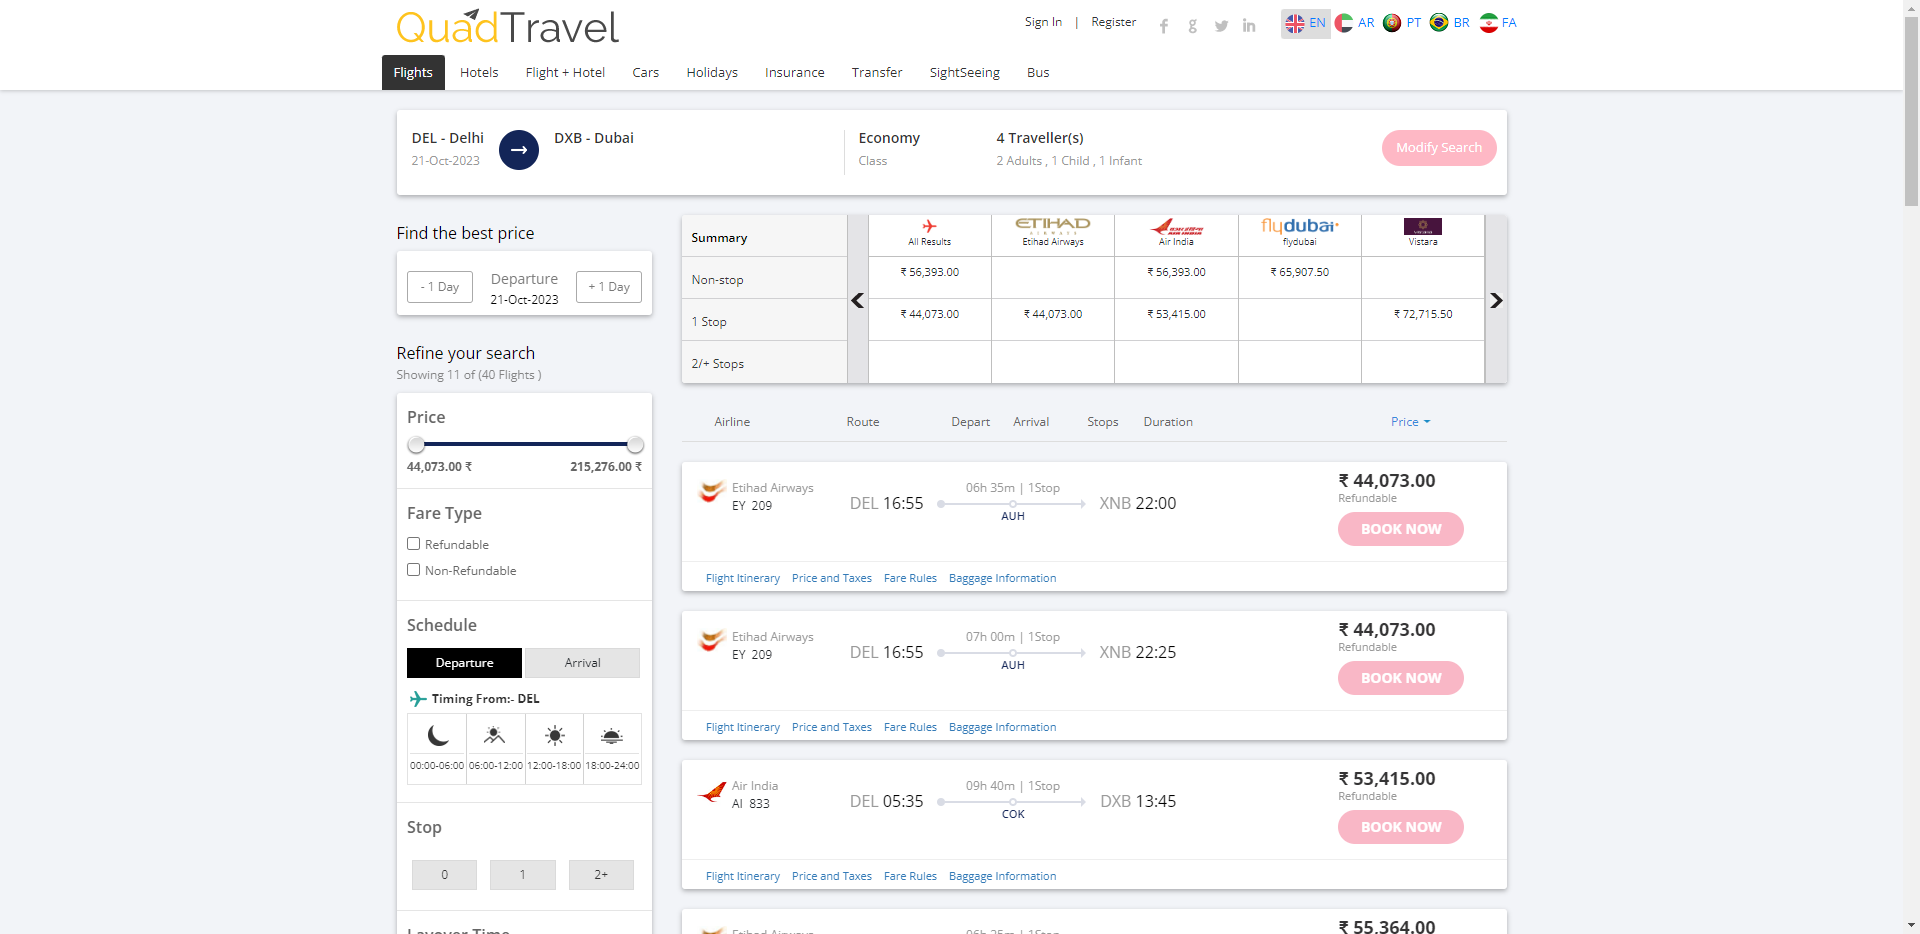 QuadTravel
Sign In | Register
EN AR PT BR FA
Flights Hotels Flight + Hotel Cars Holidays Insurance Transfer SightSeeing Bus
DEL - Delhi
21-Oct-2023
DXB - Dubai
Economy
Class
4 Traveller(s)
2 Adults , 1 Child , 1 Infant
Modify Search
Find the best price
- 1 Day
Departure
21-Oct-2023
+ 1 Day
Refine your search
Showing 11 of (40 Flights )
Price
44,073.00 ₹ 215,276.00 ₹
Fare Type
Refundable
Non-Refundable
Schedule
Departure Arrival
Timing From:- DEL
00:00-06:00 06:00-12:00 12:00-18:00 18:00-24:00
Stop
0 1 2+
Layover Time
Summary
All Results
ETIHAD
AIRWAYS
Etihad Airways
Air India
flydubai
flydubai
Vistara
Non-stop ₹ 56,393.00 ₹ 56,393.00 ₹ 65,907.50
1 Stop ₹ 44,073.00 ₹ 44,073.00 ₹ 53,415.00 ₹ 72,715.50
2/+ Stops
Airline Route Depart Arrival Stops Duration Price
Etihad Airways
EY 209
DEL 16:55
06h 35m | 1Stop
AUH
XNB 22:00
₹ 44,073.00
Refundable
BOOK NOW
Flight Itinerary Price and Taxes Fare Rules Baggage Information
Etihad Airways
EY 209
DEL 16:55
07h 00m | 1Stop
AUH
XNB 22:25
₹ 44,073.00
Refundable
BOOK NOW
Flight Itinerary Price and Taxes Fare Rules Baggage Information
Air India
AI 833
DEL 05:35
09h 40m | 1Stop
COK
DXB 13:45
₹ 53,415.00
Refundable
BOOK NOW
Flight Itinerary Price and Taxes Fare Rules Baggage Information
Etihad Airways
06h 25m | 1Stop
₹ 55,364.00